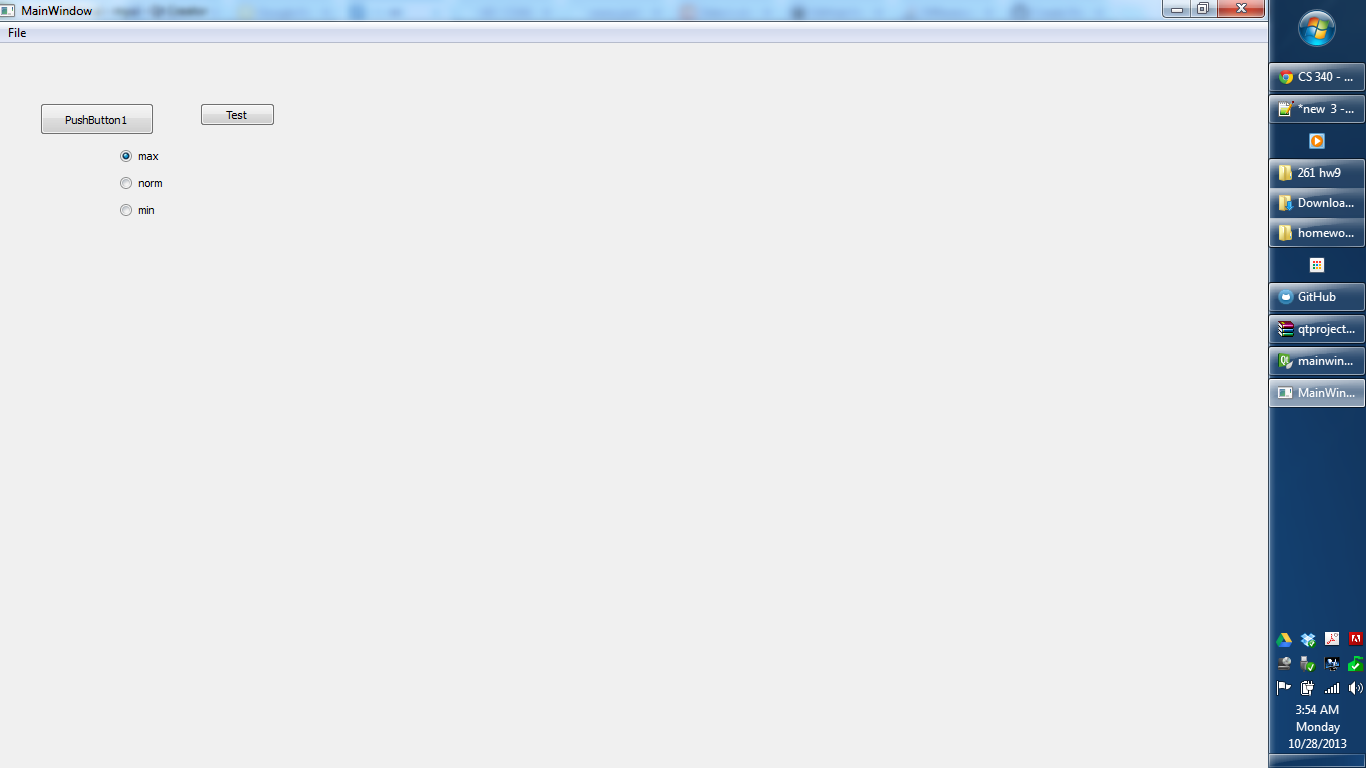 MainWindow
File
PushButton1
Test
max
norm
min
CS 340 - ...
*new 3 -...
261 hw9
Downloa...
homewo...
GitHub
qtproject...
mainwin...
MainWin...
3:54 AM
Monday
10/28/2013